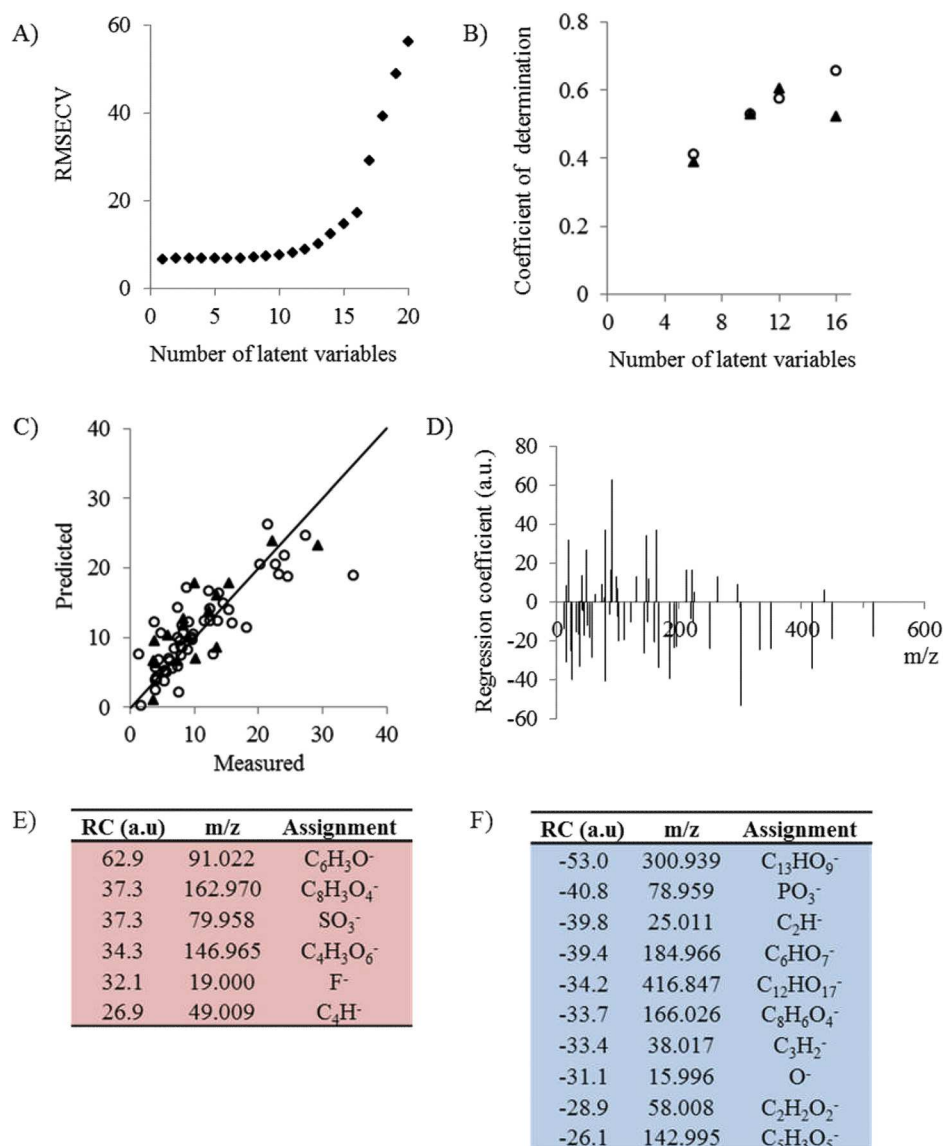 A)
RMSECV
60
40
20
0
0 5 10 15 20
Number of latent variables
B)
Coefficient of determination
0.8
0.6
0.4
0.2
0
0 4 8 12 16
Number of latent variables
C)
Predicted
40
30
20
10
0
0 10 20 30 40
Measured
D)
Regression coefficient (a.u.)
80
60
40
20
0
-20
-40
-60
0 200 400 600
m/z
E)
RC (a.u) m/z Assignment
62.9 91.022 C₆H₃O⁻
37.3 162.970 C₈H₃O₄⁻
37.3 79.958 SO₃⁻
34.3 146.965 C₄H₃O₆⁻
32.1 19.000 F⁻
26.9 49.009 C₄H⁻
F)
RC (a.u) m/z Assignment
-53.0 300.939 C₁₃HO₉⁻
-40.8 78.959 PO₃⁻
-39.8 25.011 C₂H⁻
-39.4 184.966 C₆HO₇⁻
-34.2 416.847 C₁₂HO₁₇⁻
-33.7 166.026 C₈H₆O₄⁻
-33.4 38.017 C₃H₂⁻
-31.1 15.996 O⁻
-28.9 58.008 C₂H₂O₂⁻
-26.1 142.995 C₅H₃O₅⁻